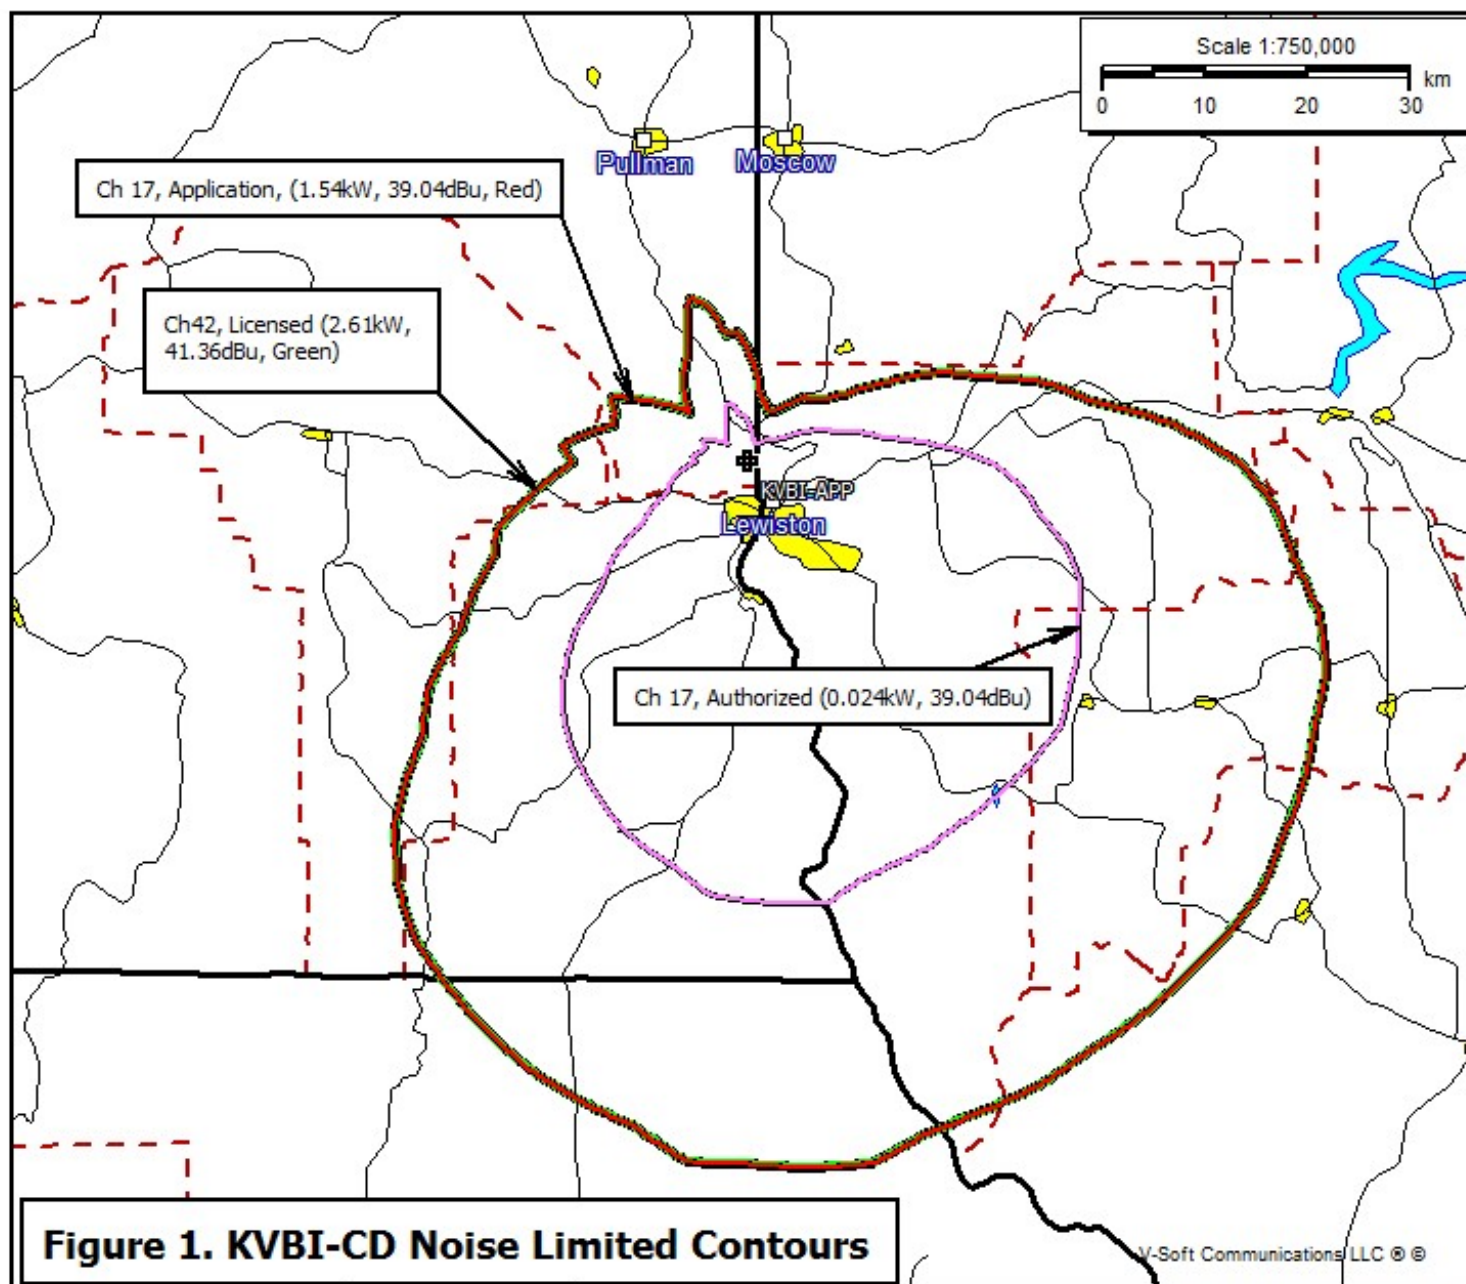 Scale 1:750,000
km
0 10 20 30
Pullman
Moscow
Ch 17, Application, (1.54kW, 39.04dBu, Red)
Ch42, Licensed (2.61kW,
41.36dBu, Green)
KVBI-APP
Lewiston
Ch 17, Authorized (0.024kW, 39.04dBu)
Figure 1. KVBI-CD Noise Limited Contours
V-Soft Communications LLC ® ©